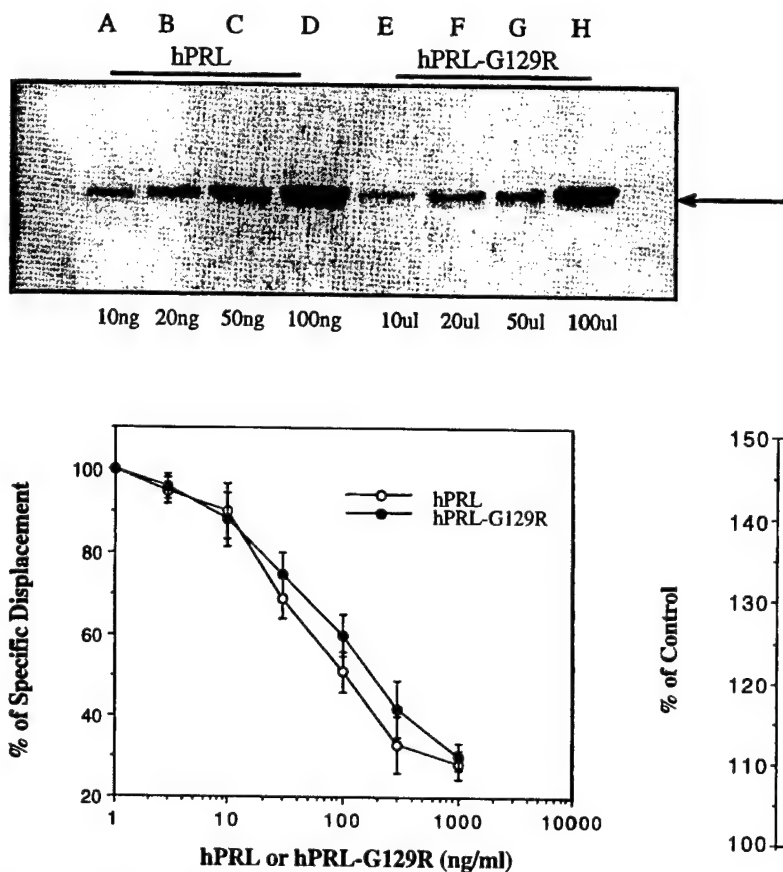 A B C D E F G H
hPRL hPRL-G129R
10ng 20ng 50ng 100ng 10ul 20ul 50ul 100ul
% of Specific Displacement
100
80
60
40
20
hPRL
hPRL-G129R
1 10 100 1000 10000
hPRL or hPRL-G129R (ng/ml)
% of Control
150
140
130
120
110
100